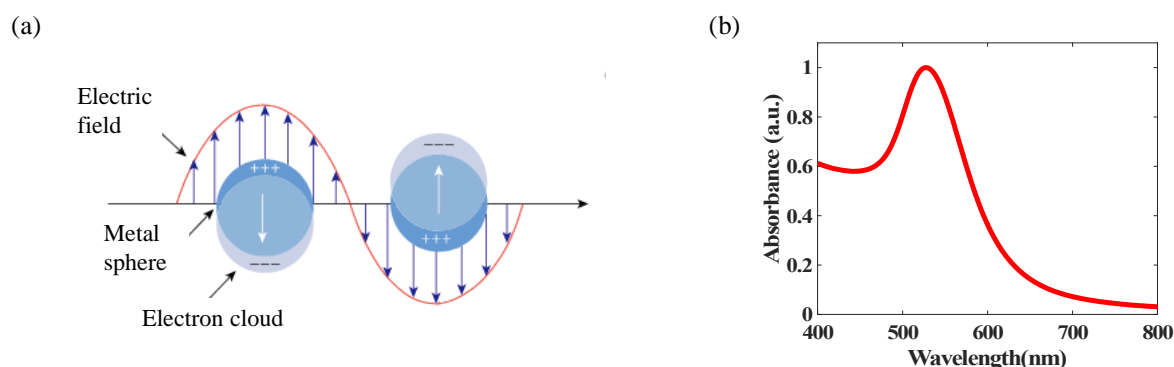 (a)
Electric
field
+++
---
Metal
sphere
---
+++
Electron cloud
(b)
Absorbance (a.u.)
1
0.8
0.6
0.4
0.2
0
400
500
600
700
800
Wavelength(nm)